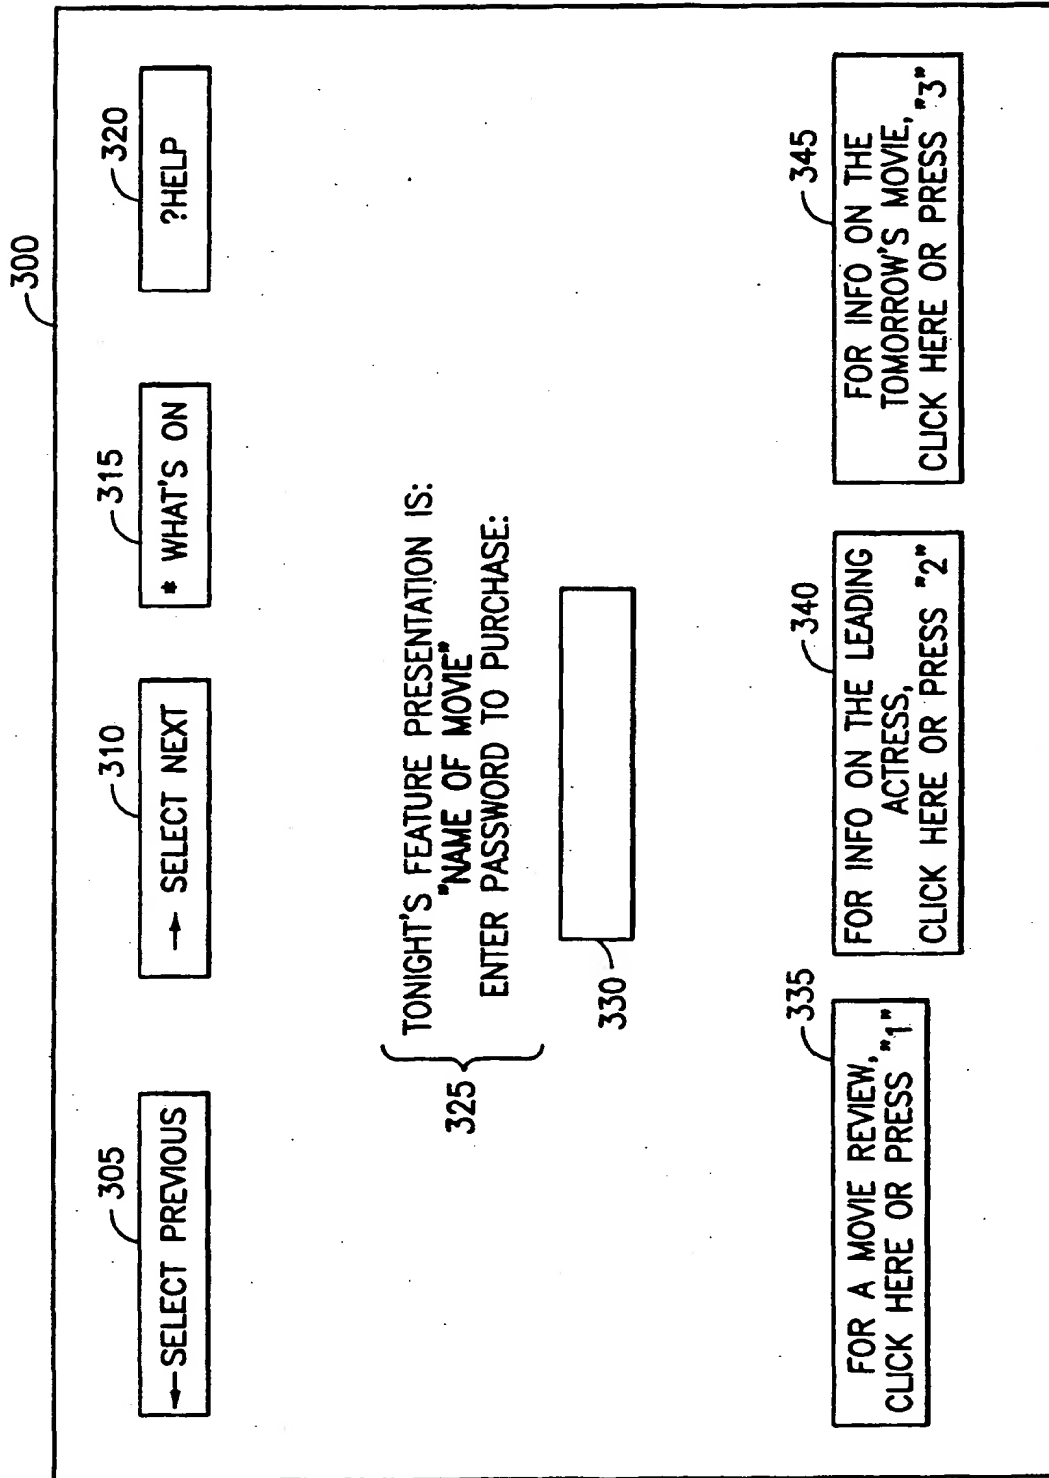 300
305
←SELECT PREVIOUS
310
→ SELECT NEXT
315
* WHAT'S ON
320
?HELP
325
TONIGHT'S FEATURE PRESENTATION IS:
"NAME OF MOVIE"
ENTER PASSWORD TO PURCHASE:
330
335
FOR A MOVIE REVIEW,
CLICK HERE OR PRESS "1"
340
FOR INFO ON THE LEADING
ACTRESS,
CLICK HERE OR PRESS "2"
345
FOR INFO ON THE
TOMORROW'S MOVIE,
CLICK HERE OR PRESS "3"